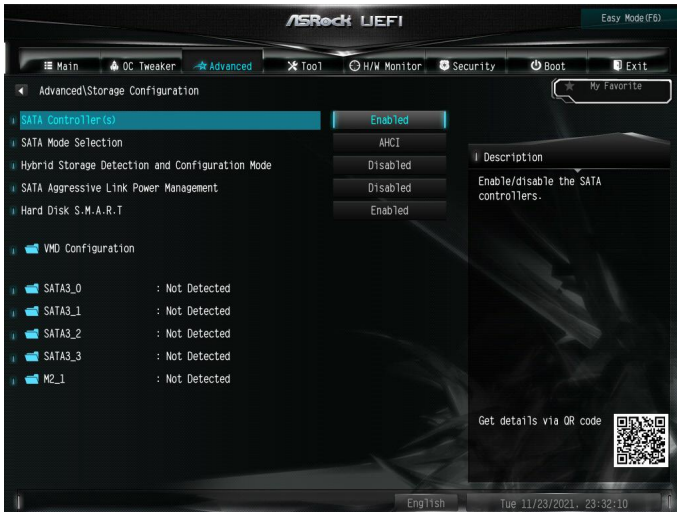 ASRock UEFI
Easy Mode(F6)
Main OC Tweaker Advanced Tool H/W Monitor Security Boot Exit
Advanced\Storage Configuration
My Favorite
SATA Controller(s) Enabled
SATA Mode Selection AHCI
Hybrid Storage Detection and Configuration Mode Disabled
SATA Aggressive Link Power Management Disabled
Hard Disk S.M.A.R.T Enabled
VMD Configuration
SATA3_0 : Not Detected
SATA3_1 : Not Detected
SATA3_2 : Not Detected
SATA3_3 : Not Detected
M2_1 : Not Detected
Description
Enable/disable the SATA
controllers.
Get details via QR code
English
Tue 11/23/2021, 23:32:10